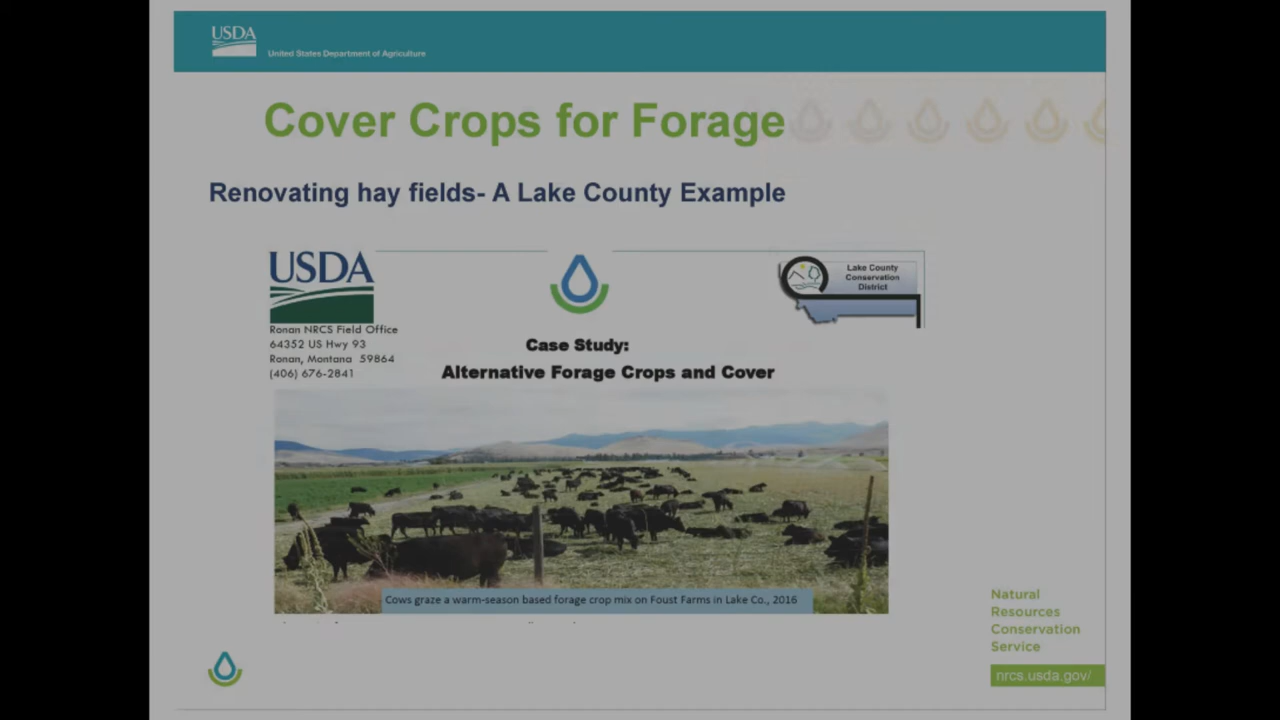 USDA
United States Department of Agriculture
Cover Crops for Forage
Renovating hay fields- A Lake County Example
USDA
Ronan NRCS Field Office
64352 US Hwy 93
Ronan, Montana 59864
(406) 676-2841
Lake County
Conservation
District
Case Study:
Alternative Forage Crops and Cover
Cows graze a warm-season based forage crop mix on Foust Farms in Lake Co., 2016
Natural
Resources
Conservation
Service
nrcs.usda.gov/